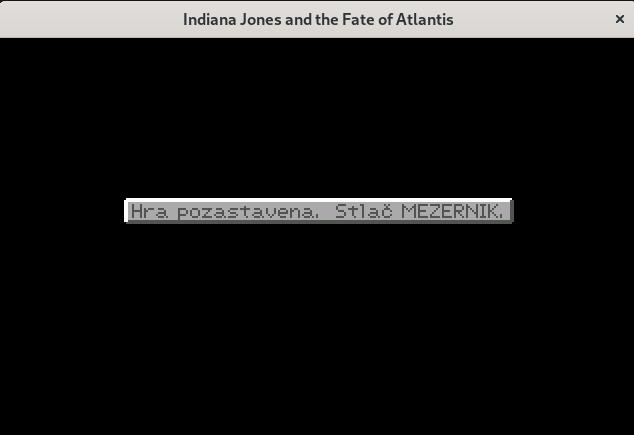 Indiana Jones and the Fate of Atlantis
Hra pozastavena. Stlač MEZERNIK.